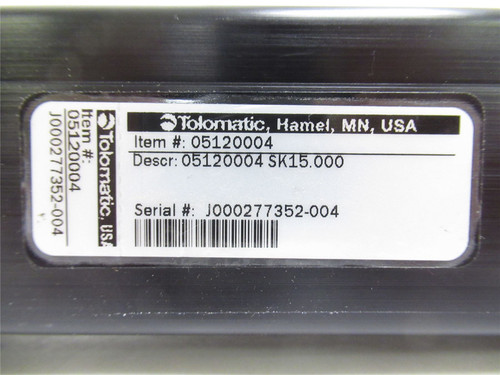 Tolomatic, USA
Item #:
05120004
J000277352-004
Tolomatic, Hamel, MN, USA
Item #: 05120004
Descr: 05120004 SK15.000
Serial #: J000277352-004